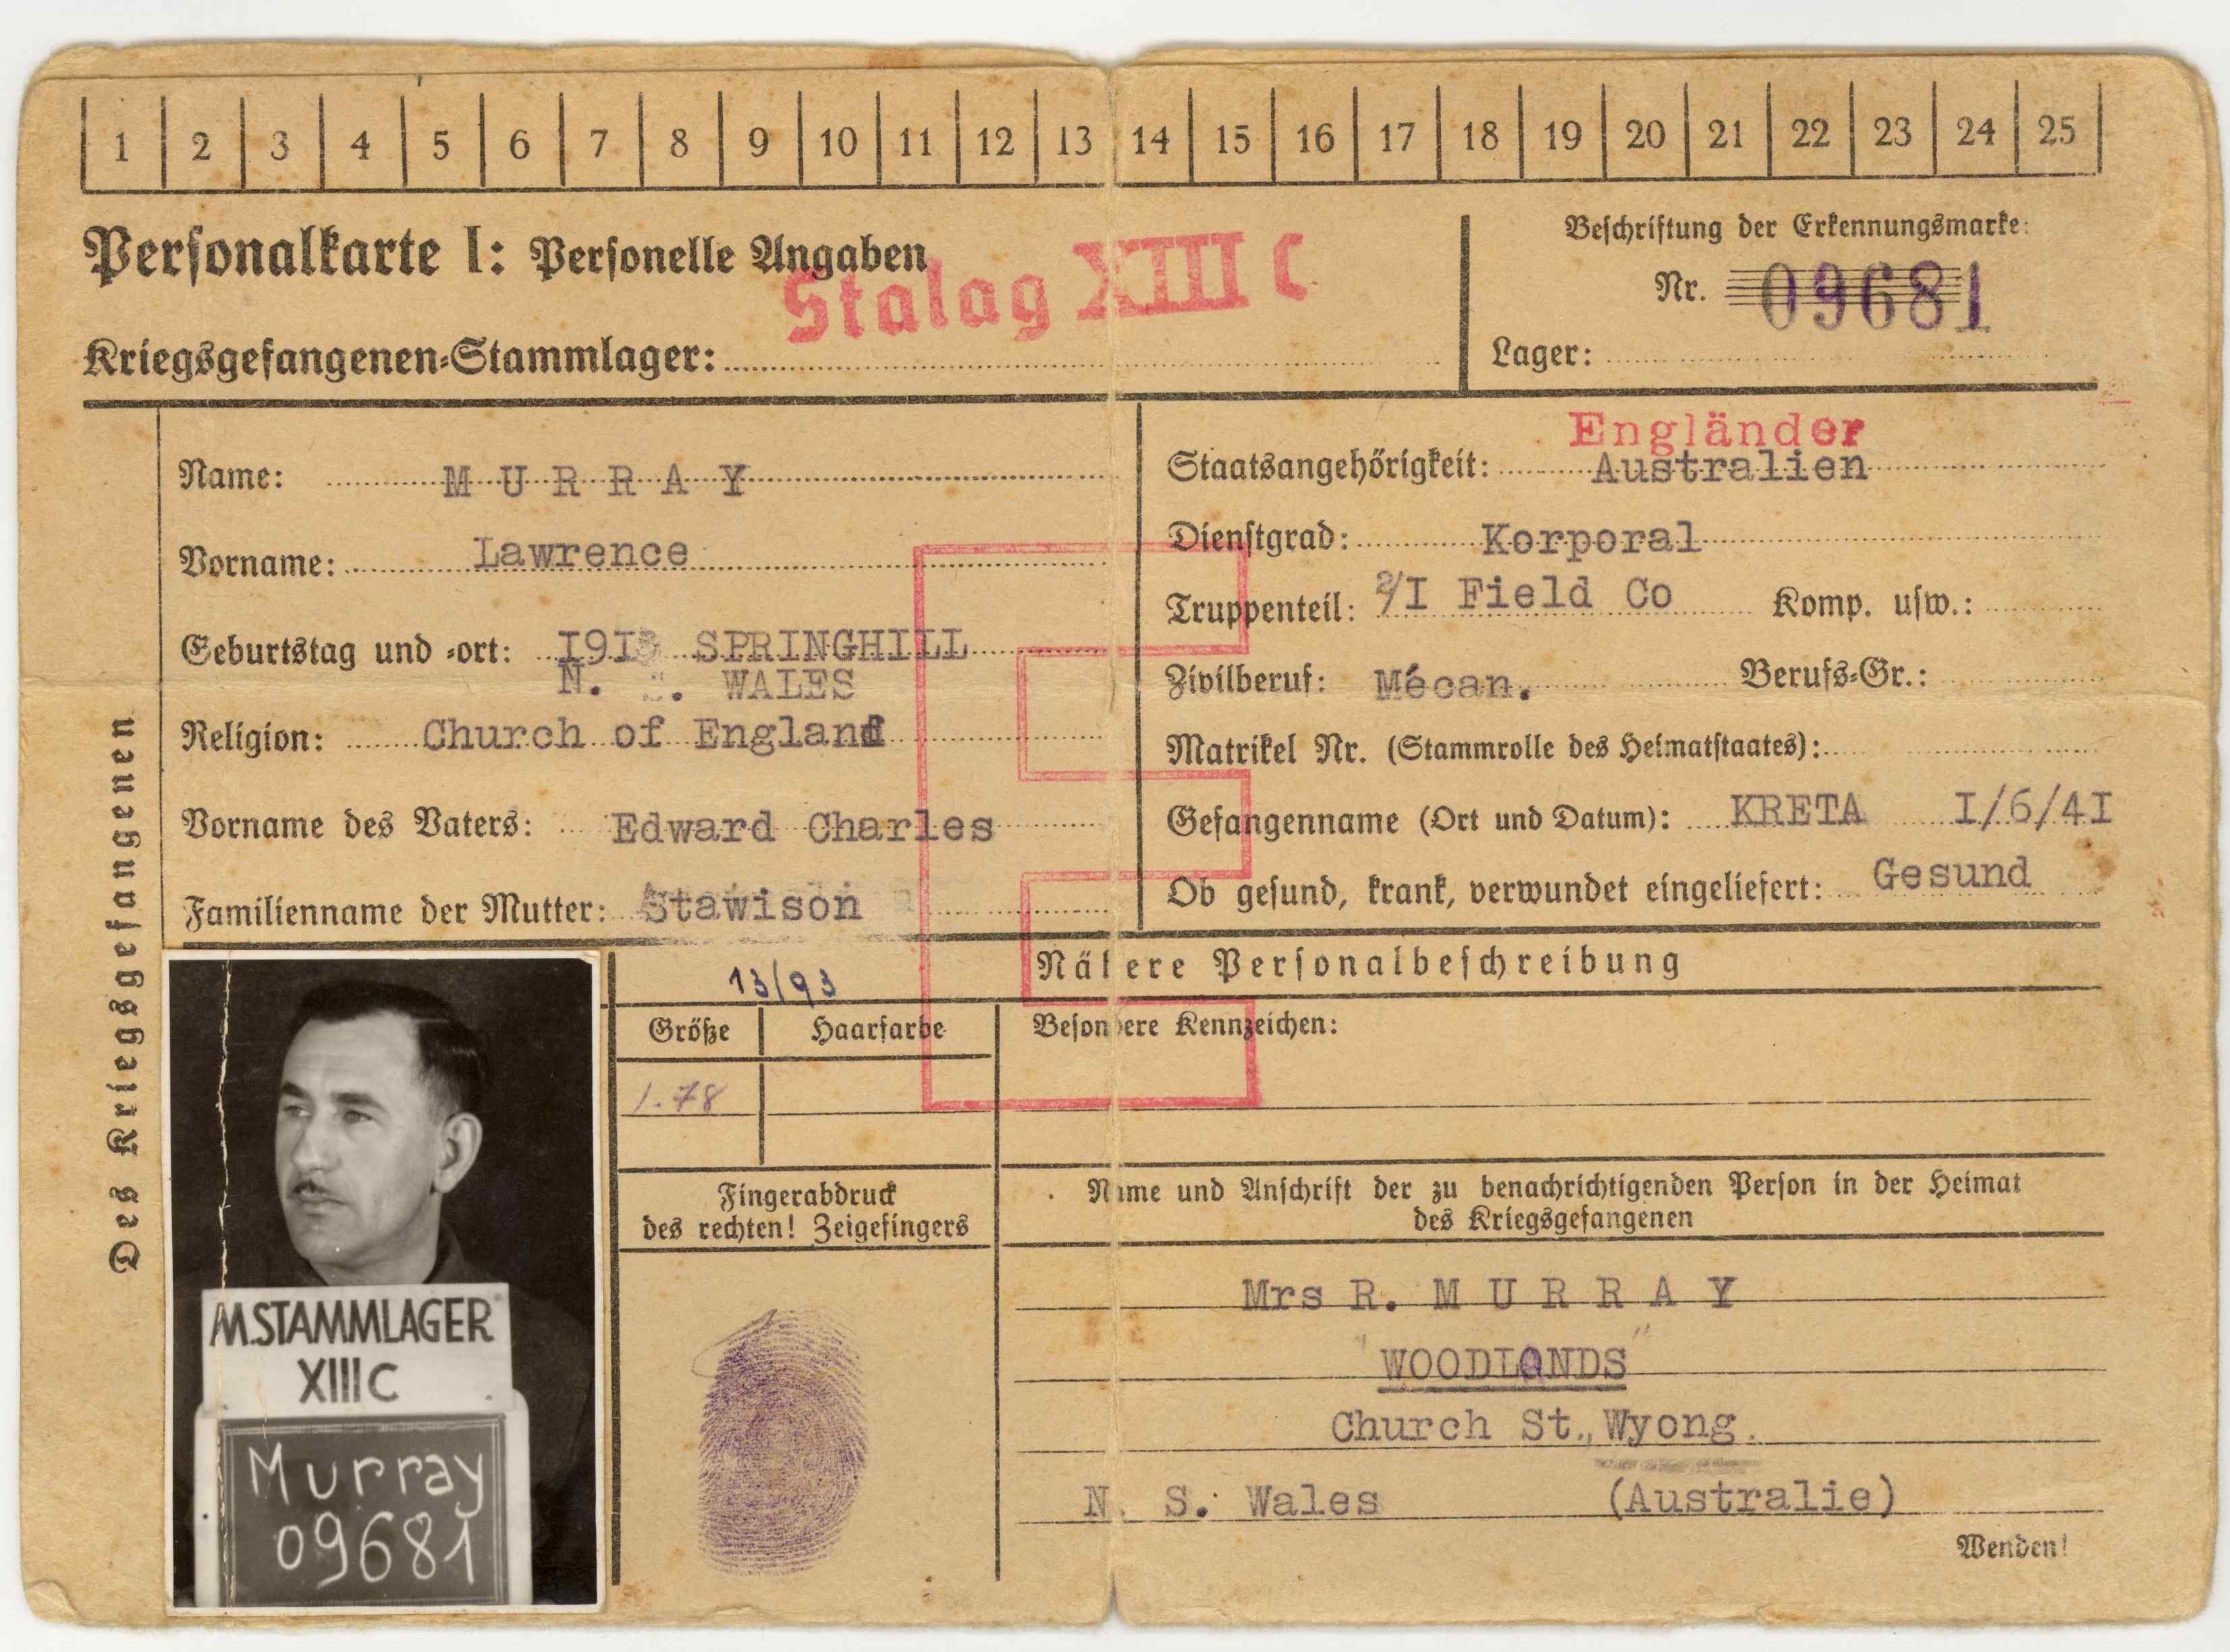 1 2 3 4 5 6 7 8 9 10 11 12 13 14 15 16 17 18 19 20 21 22 23 24 25
Personalkarte I: Personelle Angaben
Stalag XIII C
Kriegsgefangenen-Stammlager:
Beschriftung der Erkennungsmarke:
Nr. 09681
Lager:
Des Kriegsgefangenen
Name: MURRAY
Vorname: Lawrence
Geburtstag und -ort: I9I SPRINGHILL
N. S. WALES
Religion: Church of England
Vorname des Vaters: Edward Charles
Familienname der Mutter: Stawison
Engländer
Staatsangehörigkeit: Australien
Dienstgrad: Korporal
Truppenteil: 2/I Field Co Komp. usw.:
Zivilberuf: Mécan. Berufs-Gr.:
Matrikel Nr. (Stammrolle des Heimatstaates):
Gefangenname (Ort und Datum): KRETA I/6/4I
Ob gesund, krank, verwundet eingeliefert: Gesund
13/93
Nähere Personalbeschreibung
Größe Haarfarbe Besondere Kennzeichen:
1.78
Fingerabdruck
des rechten! Zeigefingers
Name und Anschrift der zu benachrichtigenden Person in der Heimat
des Kriegsgefangenen
Mrs R. MURRAY
"WOODLANDS"
Church St., Wyong.
N. S. Wales (Australie)
Wenden!
M.STAMMLAGER
XIII C
Murray
09681